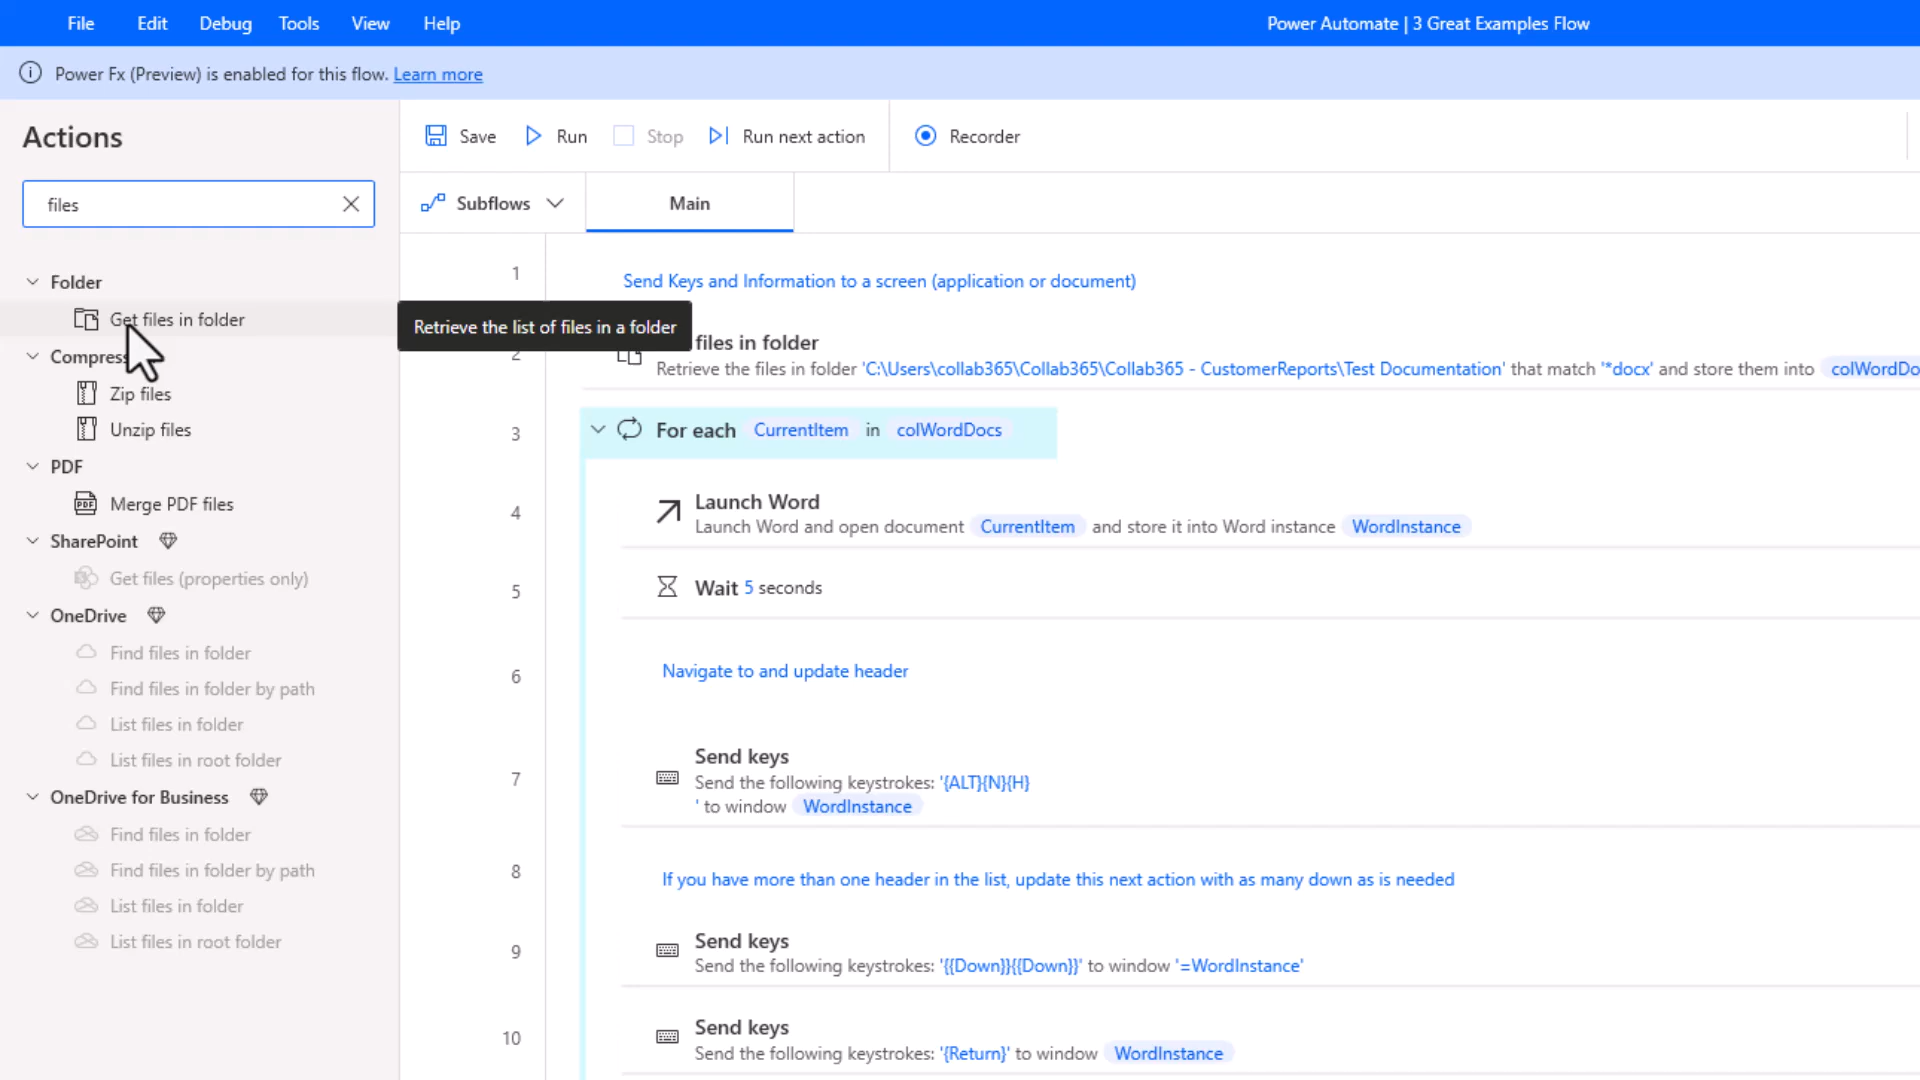 File Edit Debug Tools View Help Power Automate | 3 Great Examples Flow
Power Fx (Preview) is enabled for this flow. Learn more
Actions
Save Run Stop Run next action Recorder
files
Subflows Main
Folder
Get files in folder
Compress
Zip files
Unzip files
PDF
Merge PDF files
SharePoint
Get files (properties only)
OneDrive
Find files in folder
Find files in folder by path
List files in folder
List files in root folder
OneDrive for Business
Find files in folder
Find files in folder by path
List files in folder
List files in root folder
Retrieve the list of files in a folder
1
Send Keys and Information to a screen (application or document)
2
files in folder
Retrieve the files in folder 'C:\Users\collab365\Collab365\Collab365 - CustomerReports\Test Documentation' that match '*docx' and store them into colWordDo
3
For each CurrentItem in colWordDocs
4
Launch Word
Launch Word and open document CurrentItem and store it into Word instance WordInstance
5
Wait 5 seconds
6
Navigate to and update header
7
Send keys
Send the following keystrokes: '{ALT}{N}{H}
' to window WordInstance
8
If you have more than one header in the list, update this next action with as many down as is needed
9
Send keys
Send the following keystrokes: '{{Down}}{{Down}}' to window '=WordInstance'
10
Send keys
Send the following keystrokes: '{Return}' to window WordInstance